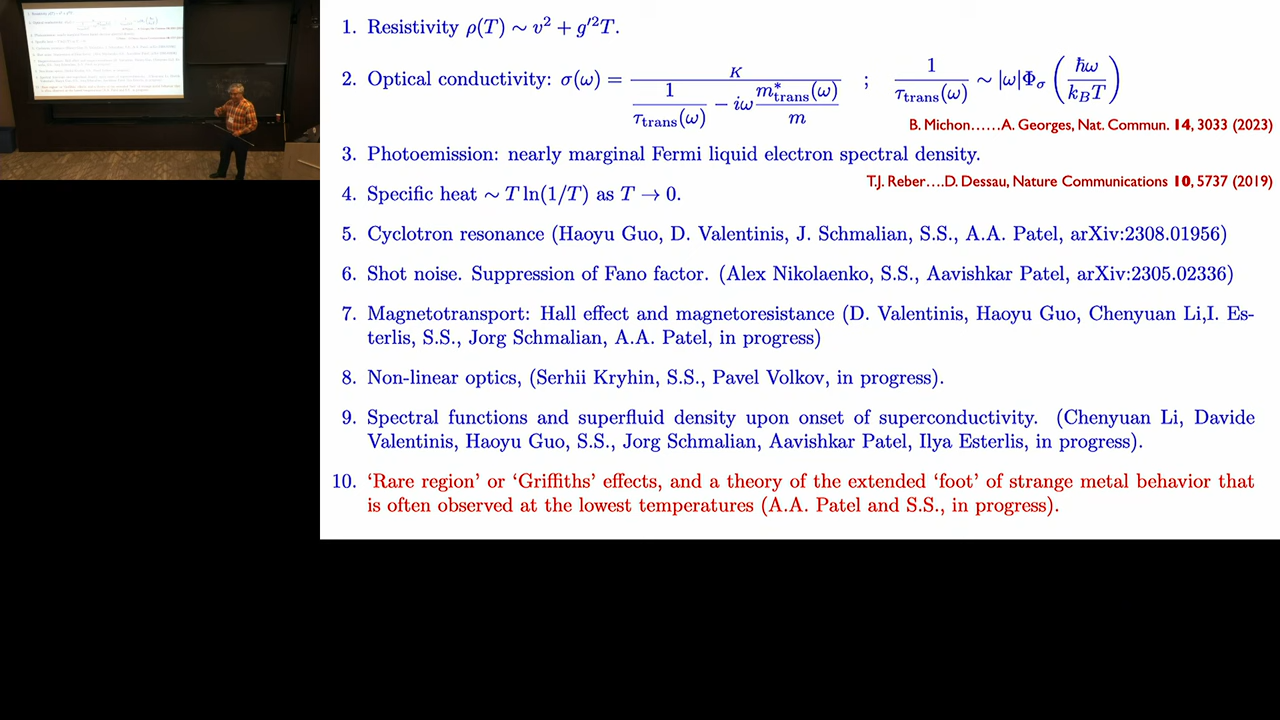 1. Resistivity ρ(T) ∼ v² + g′²T.
2. Optical conductivity: σ(ω) = K / (1/τ_trans(ω) − iω m*_trans(ω)/m) ; 1/τ_trans(ω) ∼ |ω|Φ_σ(ħω/k_BT)
B. Michon……A. Georges, Nat. Commun. 14, 3033 (2023)
3. Photoemission: nearly marginal Fermi liquid electron spectral density.
T.J. Reber….D. Dessau, Nature Communications 10, 5737 (2019)
4. Specific heat ∼ T ln(1/T) as T → 0.
5. Cyclotron resonance (Haoyu Guo, D. Valentinis, J. Schmalian, S.S., A.A. Patel, arXiv:2308.01956)
6. Shot noise. Suppression of Fano factor. (Alex Nikolaenko, S.S., Aavishkar Patel, arXiv:2305.02336)
7. Magnetotransport: Hall effect and magnetoresistance (D. Valentinis, Haoyu Guo, Chenyuan Li,I. Es-
terlis, S.S., Jorg Schmalian, A.A. Patel, in progress)
8. Non-linear optics, (Serhii Kryhin, S.S., Pavel Volkov, in progress).
9. Spectral functions and superfluid density upon onset of superconductivity. (Chenyuan Li, Davide
Valentinis, Haoyu Guo, S.S., Jorg Schmalian, Aavishkar Patel, Ilya Esterlis, in progress).
10. ‘Rare region’ or ‘Griffiths’ effects, and a theory of the extended ‘foot’ of strange metal behavior that
is often observed at the lowest temperatures (A.A. Patel and S.S., in progress).